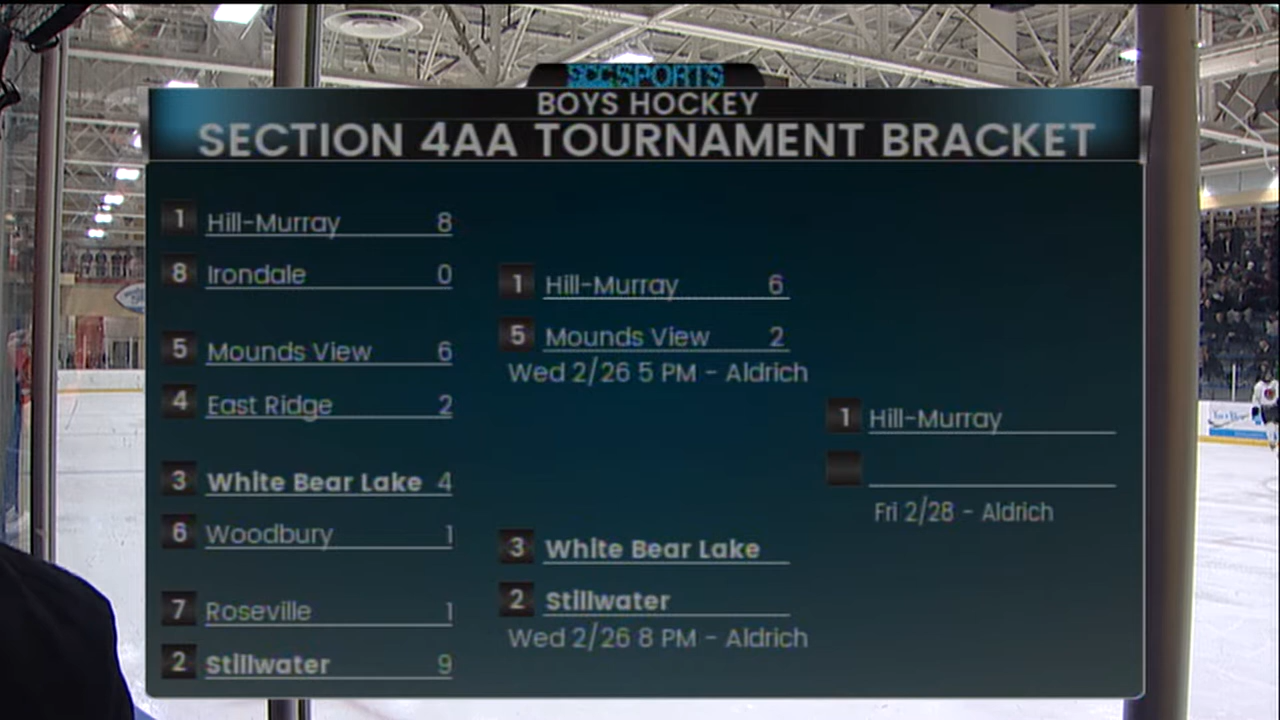 SCCSPORTS
BOYS HOCKEY
SECTION 4AA TOURNAMENT BRACKET
1 Hill-Murray 8
8 Irondale 0
5 Mounds View 6
4 East Ridge 2
3 White Bear Lake 4
6 Woodbury 1
7 Roseville 1
2 Stillwater 9
1 Hill-Murray 6
5 Mounds View 2
Wed 2/26 5 PM - Aldrich
3 White Bear Lake
2 Stillwater
Wed 2/26 8 PM - Aldrich
1 Hill-Murray
Fri 2/28 - Aldrich